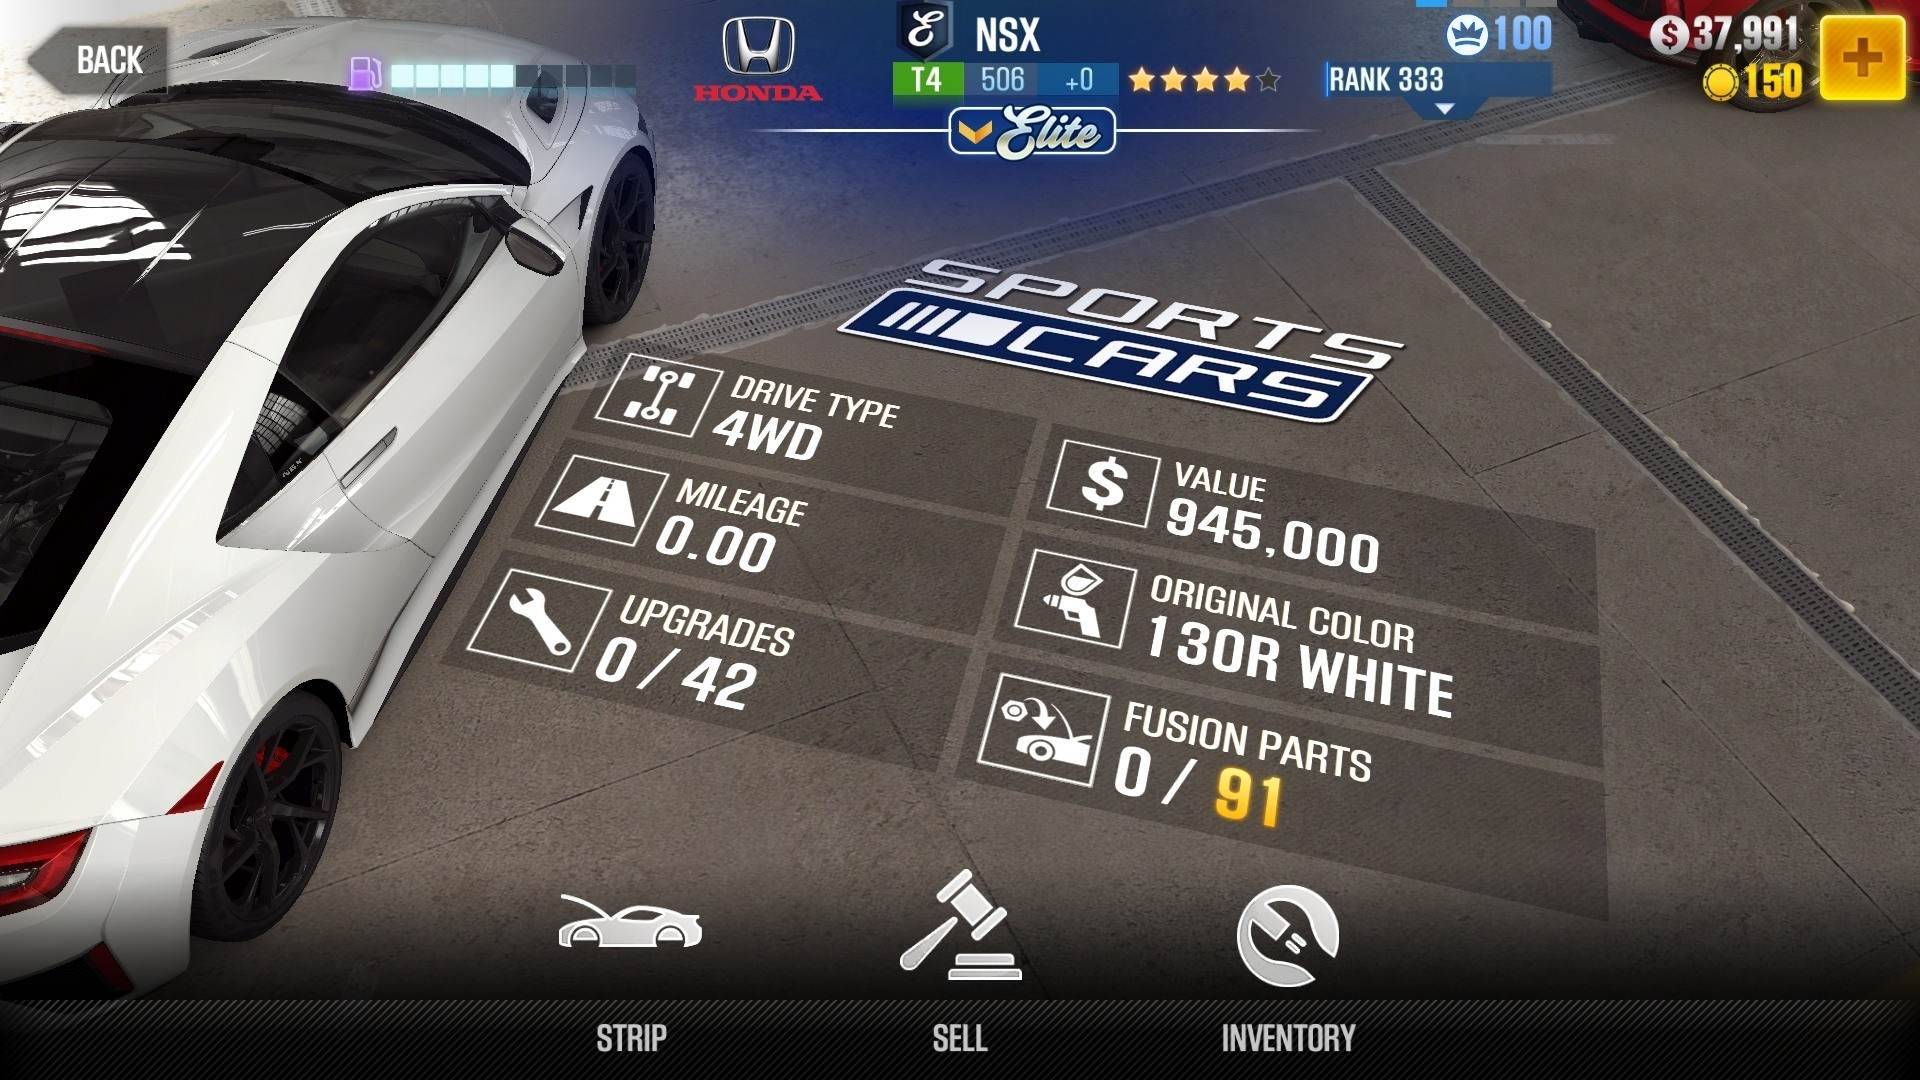 BACK
HONDA
NSX
T4 506 +0
Elite
100
RANK 333
37,991
150
SPORTS
CARS
DRIVE TYPE
4WD
MILEAGE
0.00
UPGRADES
0 / 42
VALUE
945,000
ORIGINAL COLOR
130R WHITE
FUSION PARTS
0 / 91
STRIP
SELL
INVENTORY